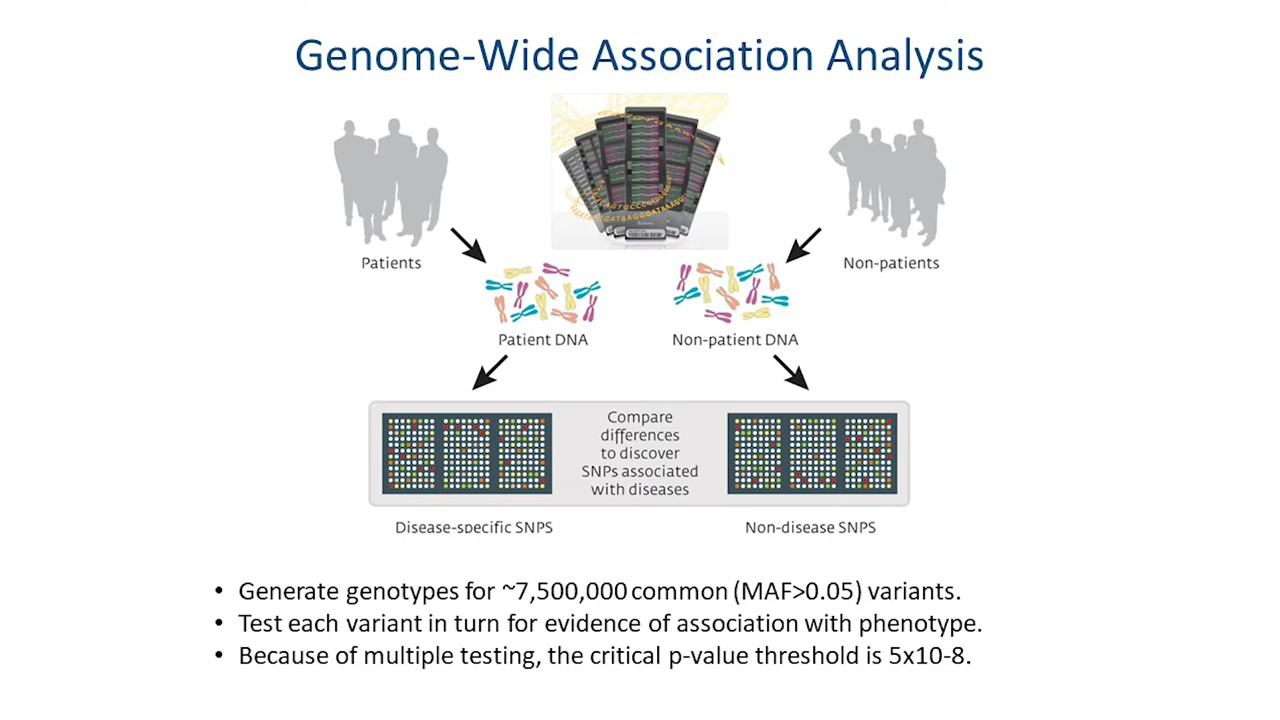 Genome-Wide Association Analysis
Patients
Non-patients
Patient DNA
Non-patient DNA
Compare
differences
to discover
SNPs associated
with diseases
Disease-specific SNPS
Non-disease SNPS
• Generate genotypes for ~7,500,000 common (MAF>0.05) variants.
• Test each variant in turn for evidence of association with phenotype.
• Because of multiple testing, the critical p-value threshold is 5x10-8.